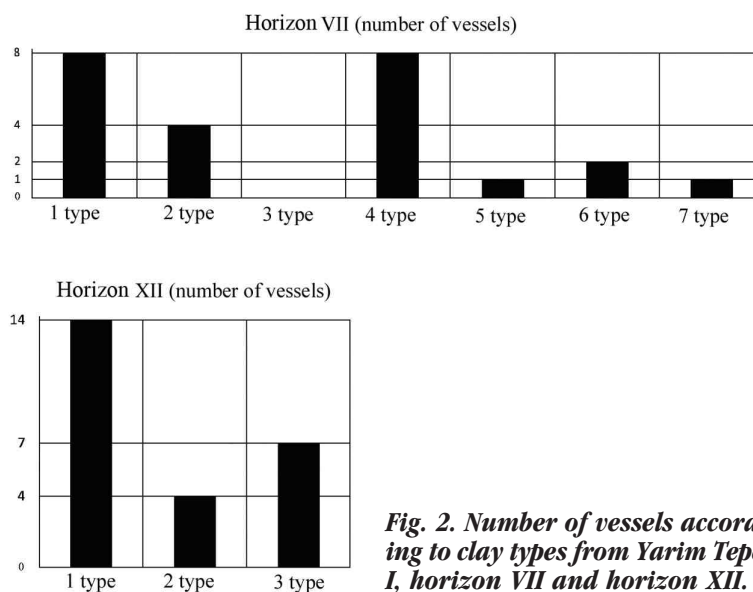 Horizon VII (number of vessels)
8
4
2
1
0
1 type 2 type 3 type 4 type 5 type 6 type 7 type
Horizon XII (number of vessels)
14
7
4
0
1 type 2 type 3 type
Fig. 2. Number of vessels accord-
ing to clay types from Yarim Tepe
I, horizon VII and horizon XII.